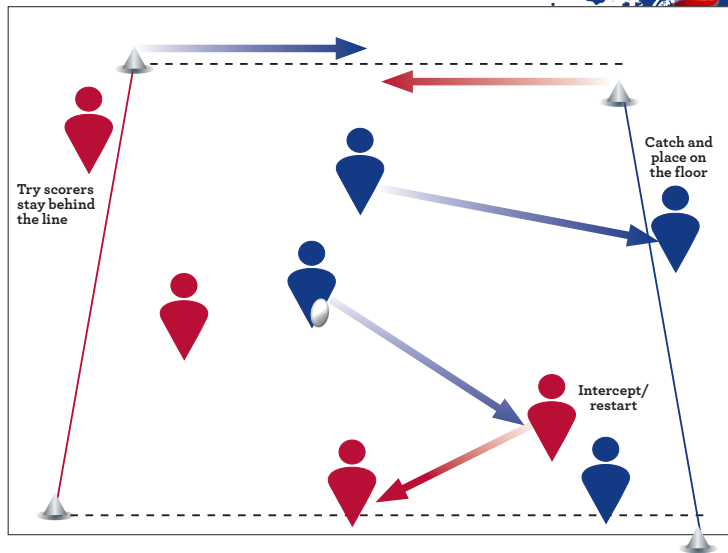 Catch and
place on
the floor
Try scorers
stay behind
the line
Intercept/
restart